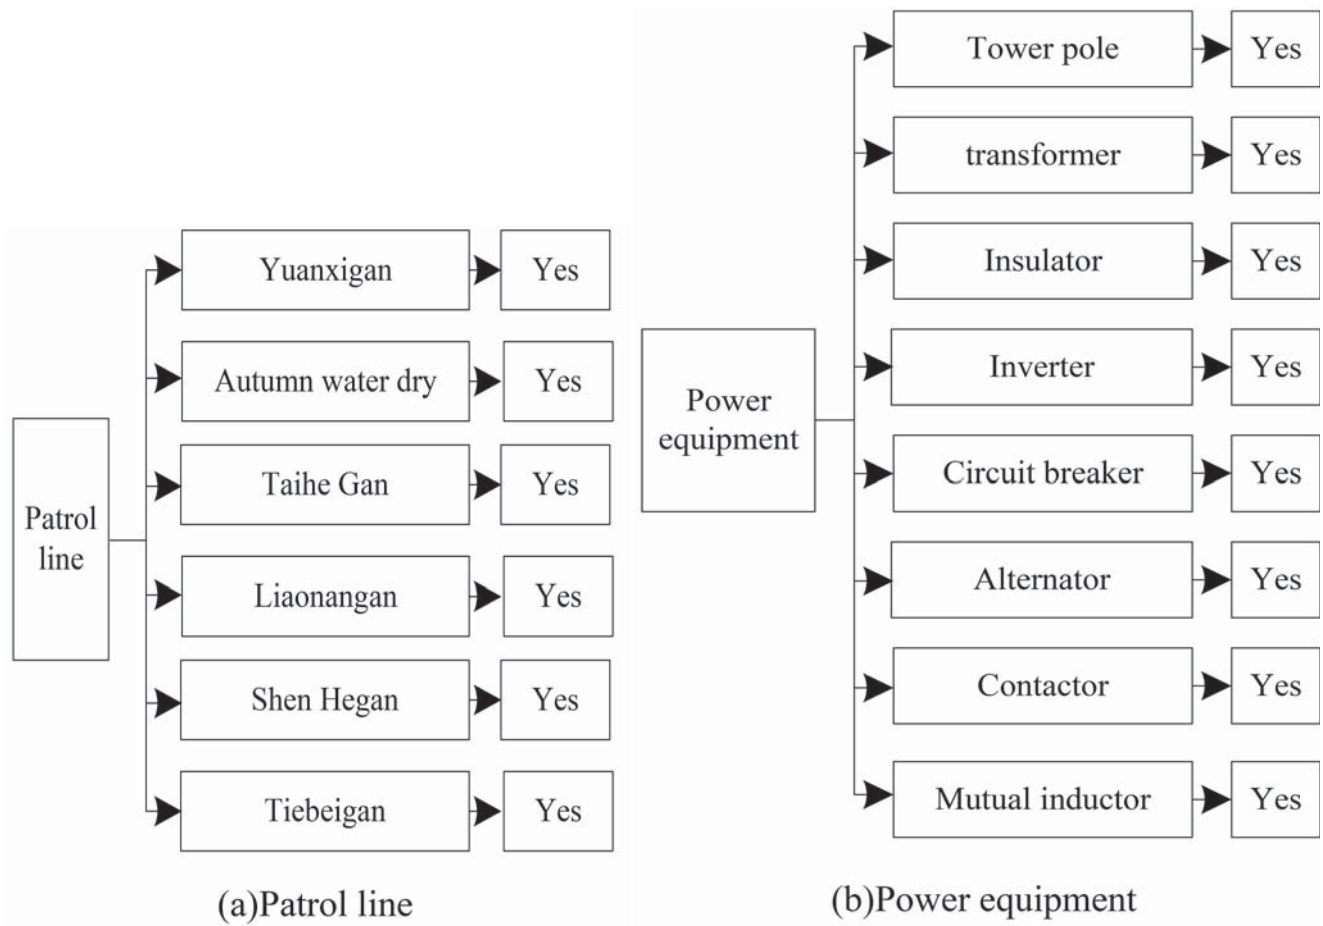 Patrol
line
Yuanxigan
Yes
Autumn water dry
Yes
Taihe Gan
Yes
Liaonangan
Yes
Shen Hegan
Yes
Tiebeigan
Yes
(a)Patrol line
Power
equipment
Tower pole
Yes
transformer
Yes
Insulator
Yes
Inverter
Yes
Circuit breaker
Yes
Alternator
Yes
Contactor
Yes
Mutual inductor
Yes
(b)Power equipment